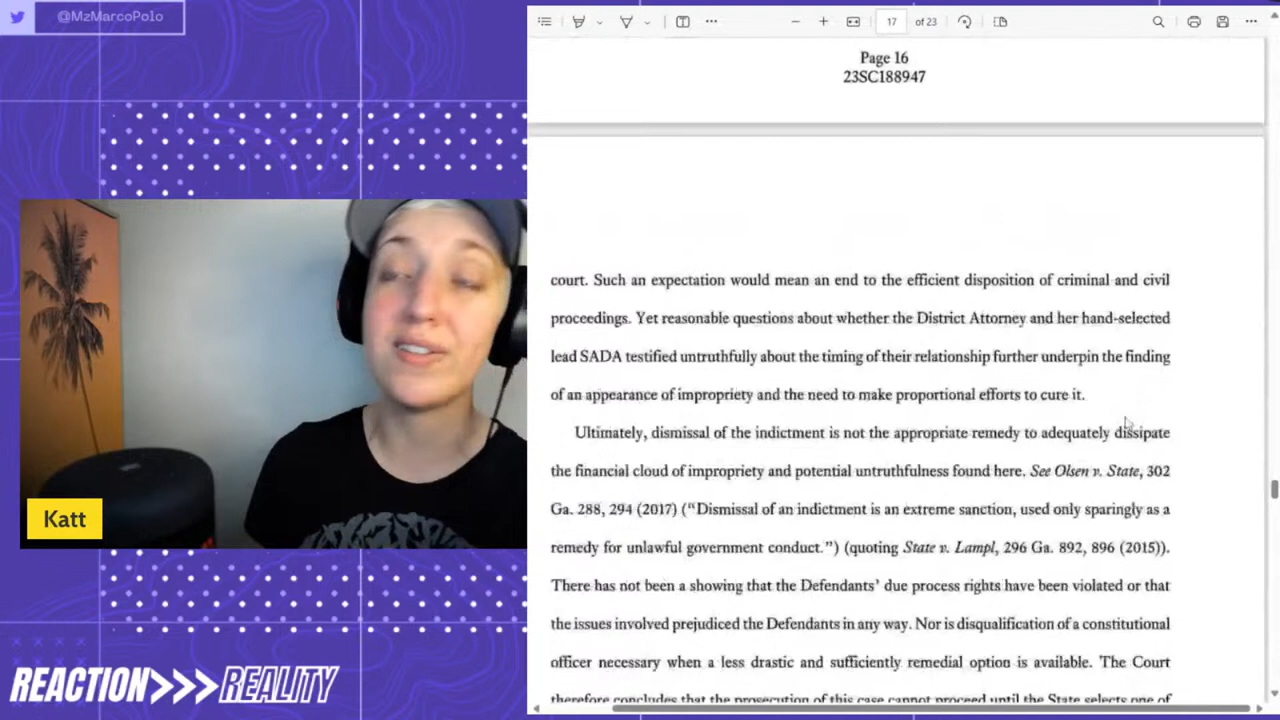 @MzMarcoPolo
17 of 23
Page 16
23SC188947
court. Such an expectation would mean an end to the efficient disposition of criminal and civil
proceedings. Yet reasonable questions about whether the District Attorney and her hand-selected
lead SADA testified untruthfully about the timing of their relationship further underpin the finding
of an appearance of impropriety and the need to make proportional efforts to cure it.
Ultimately, dismissal of the indictment is not the appropriate remedy to adequately dissipate
the financial cloud of impropriety and potential untruthfulness found here. See Olsen v. State, 302
Ga. 288, 294 (2017) (“Dismissal of an indictment is an extreme sanction, used only sparingly as a
remedy for unlawful government conduct.”) (quoting State v. Lampl, 296 Ga. 892, 896 (2015)).
There has not been a showing that the Defendants’ due process rights have been violated or that
the issues involved prejudiced the Defendants in any way. Nor is disqualification of a constitutional
officer necessary when a less drastic and sufficiently remedial option is available. The Court
therefore concludes that the prosecution of this case cannot proceed until the State selects one of
Katt
REACTION>>>REALITY